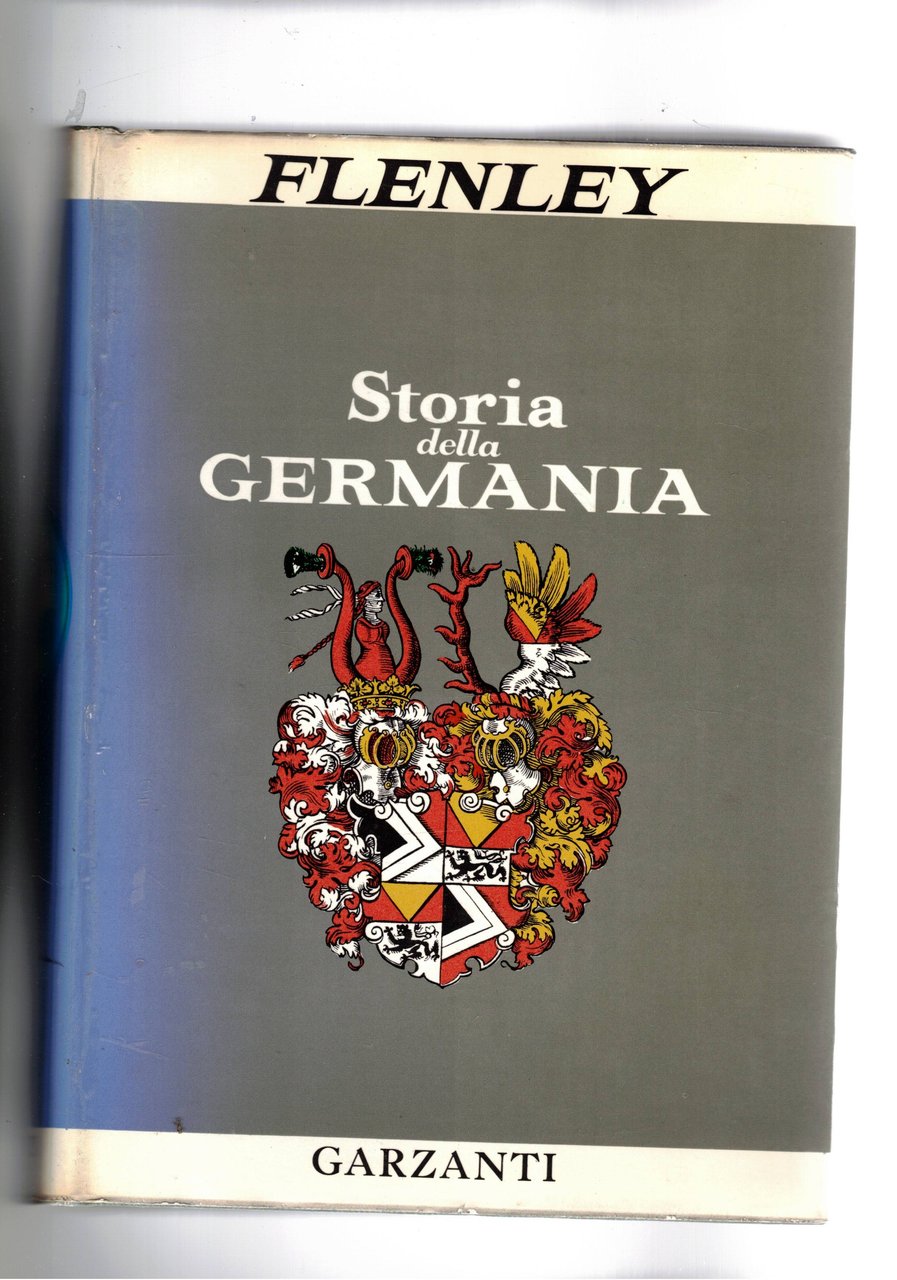 FLENLEY
Storia
della
GERMANIA
GARZANTI